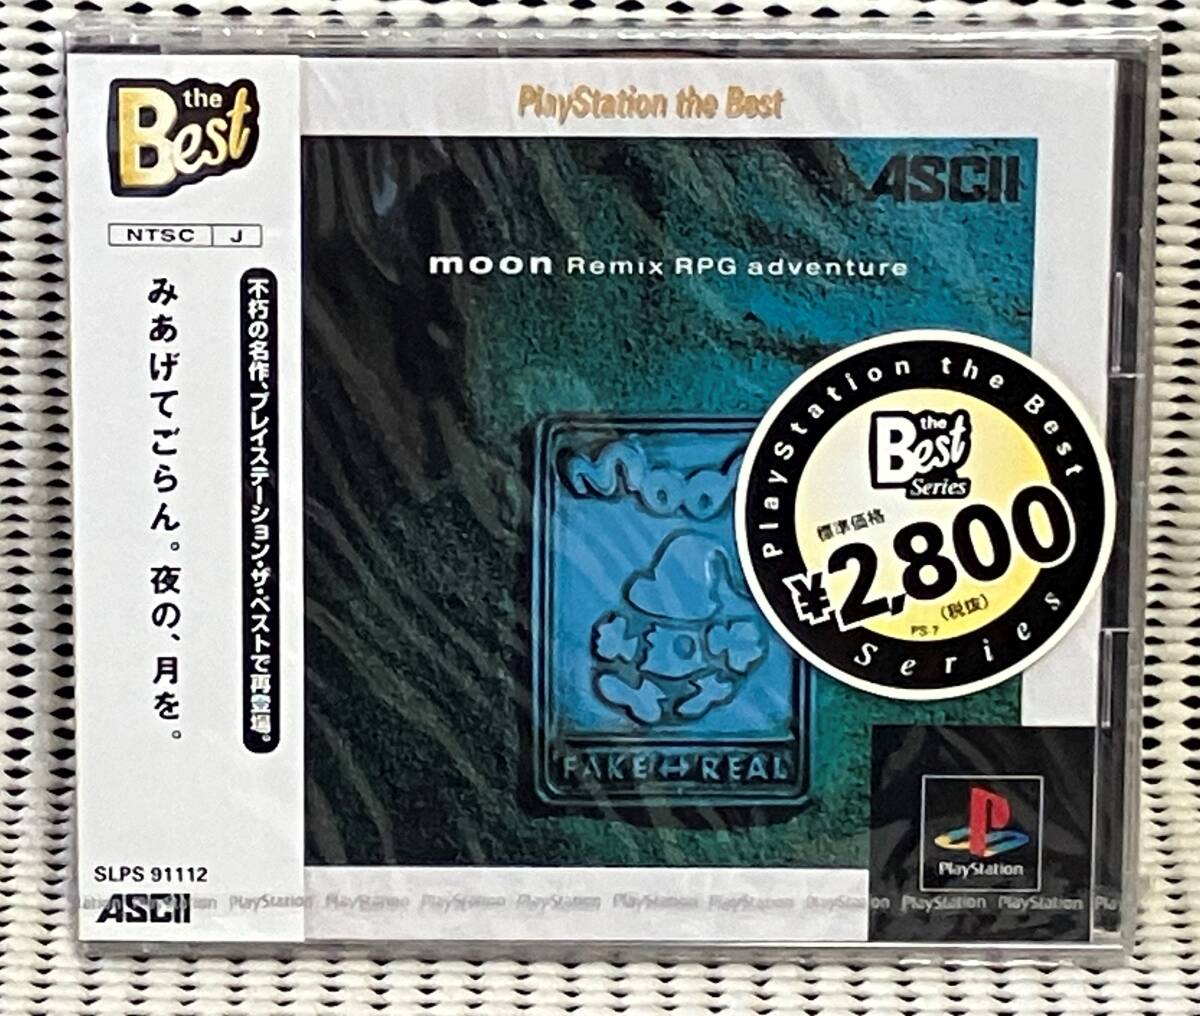 the
Best
NTSC J
不朽の名作、プレイステーション・ザ・ベストで再登場。
みあげてごらん。夜の、月を。
SLPS 91112
ASCII
PlayStation the Best
ASCII
moon Remix RPG adventure
Moo
FAKE↔REAL
PlayStation the Best
the
Best
Series
標準価格
¥2,800
(税抜)
PS 7
Series
PlayStation
PlayStation PlayStation PlayStation PlayStation PlayStation PlayStation PlayStation PlayStation PlayStation